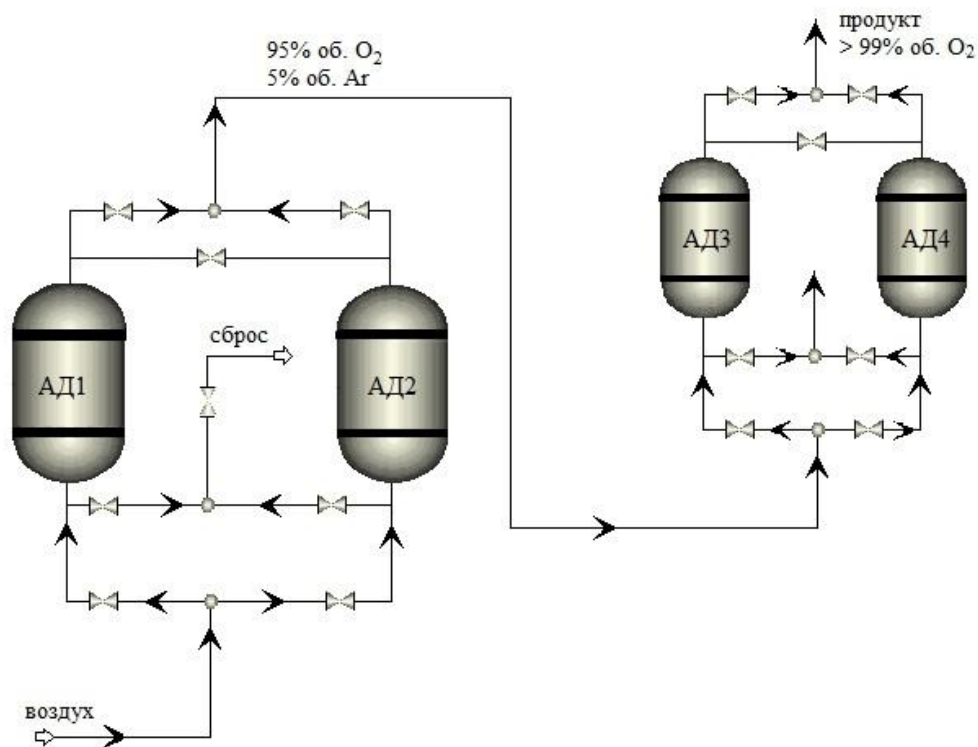 95% об. O₂
5% об. Ar
продукт
> 99% об. O₂
АД3
АД4
сброс
АД1
АД2
воздух